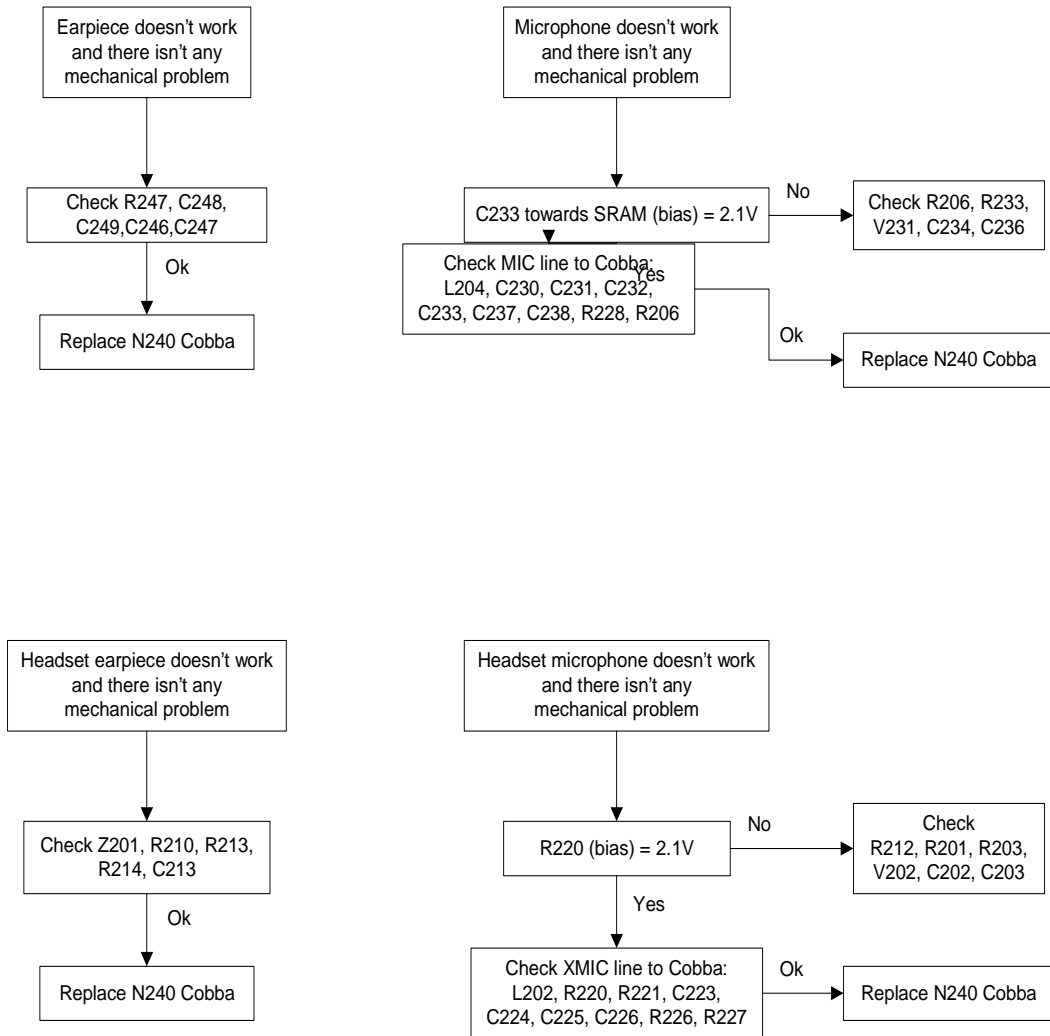 Earpiece doesn't work
and there isn't any
mechanical problem
Check R247, C248,
C249,C246,C247
Ok
Replace N240 Cobba
Microphone doesn't work
and there isn't any
mechanical problem
C233 towards SRAM (bias) = 2.1V
No
Check R206, R233,
V231, C234, C236
Yes
Check MIC line to Cobba:
L204, C230, C231, C232,
C233, C237, C238, R228, R206
Ok
Replace N240 Cobba
Headset earpiece doesn't work
and there isn't any
mechanical problem
Check Z201, R210, R213,
R214, C213
Ok
Replace N240 Cobba
Headset microphone doesn't work
and there isn't any
mechanical problem
R220 (bias) = 2.1V
No
Check
R212, R201, R203,
V202, C202, C203
Yes
Check XMIC line to Cobba:
L202, R220, R221, C223,
C224, C225, C226, R226, R227
Ok
Replace N240 Cobba